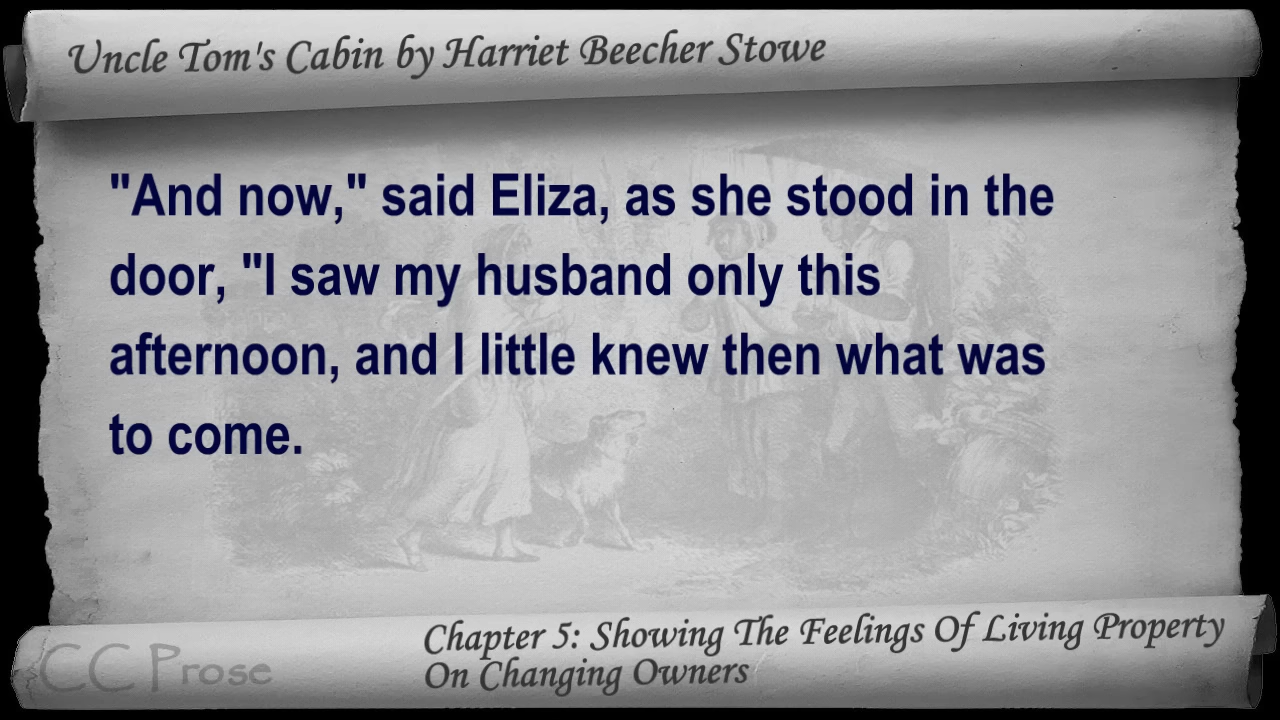 Uncle Tom's Cabin by Harriet Beecher Stowe
"And now," said Eliza, as she stood in the
door, "I saw my husband only this
afternoon, and I little knew then what was
to come.
Chapter 5: Showing The Feelings Of Living Property
On Changing Owners
CC Prose